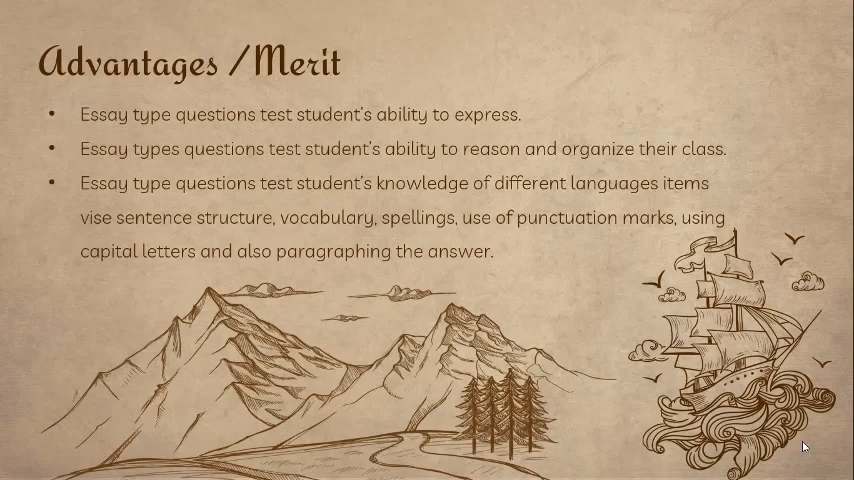 Advantages /Merit
• Essay type questions test student's ability to express.
• Essay types questions test student's ability to reason and organize their class.
• Essay type questions test student's knowledge of different languages items
vise sentence structure, vocabulary, spellings, use of punctuation marks, using
capital letters and also paragraphing the answer.